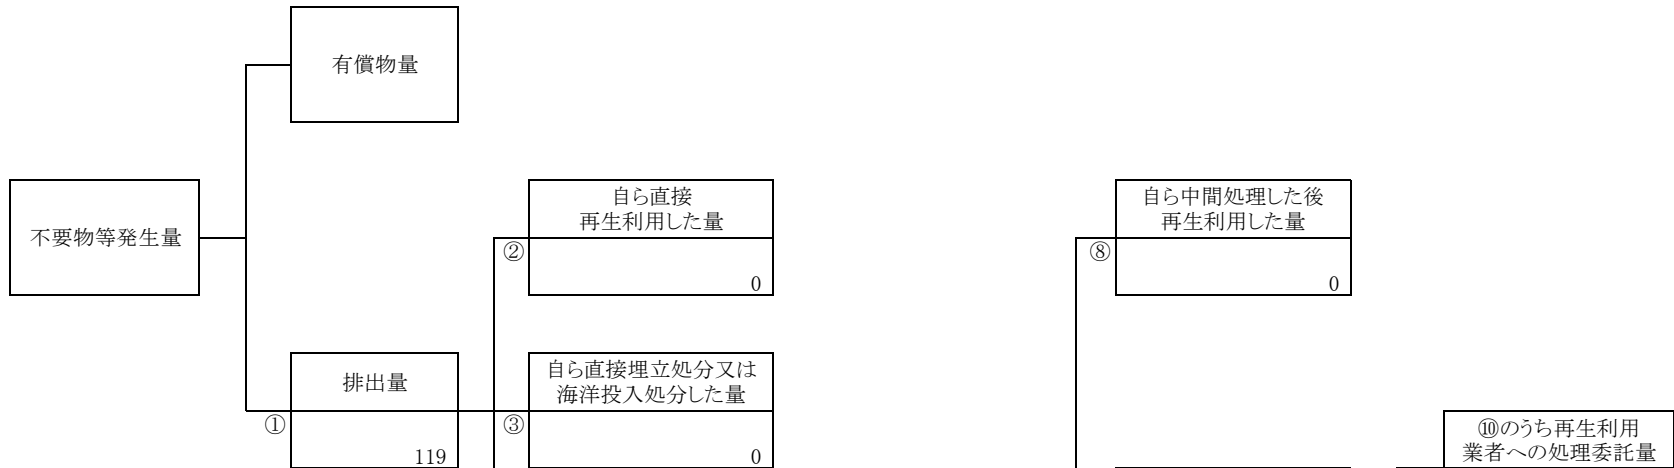 有償物量
不要物等発生量
自ら直接
再生利用した量
②
0
自ら中間処理した後
再生利用した量
⑧
0
排出量
①
119
自ら直接埋立処分又は
海洋投入処分した量
③
0
⑩のうち再生利用
業者への処理委託量